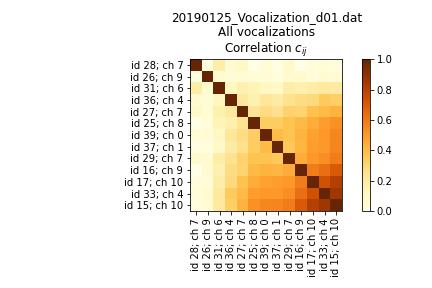 20190125_Vocalization_d01.dat
All vocalizations
Correlation c_ij
id 28; ch 7
id 26; ch 9
id 31; ch 6
id 36; ch 4
id 27; ch 7
id 25; ch 8
id 39; ch 0
id 37; ch 1
id 29; ch 7
id 16; ch 9
id 17; ch 10
id 33; ch 4
id 15; ch 10
id 28; ch 7
id 26; ch 9
id 31; ch 6
id 36; ch 4
id 27; ch 7
id 25; ch 8
id 39; ch 0
id 37; ch 1
id 29; ch 7
id 16; ch 9
id 17; ch 10
id 33; ch 4
id 15; ch 10
1.0
0.8
0.6
0.4
0.2
0.0